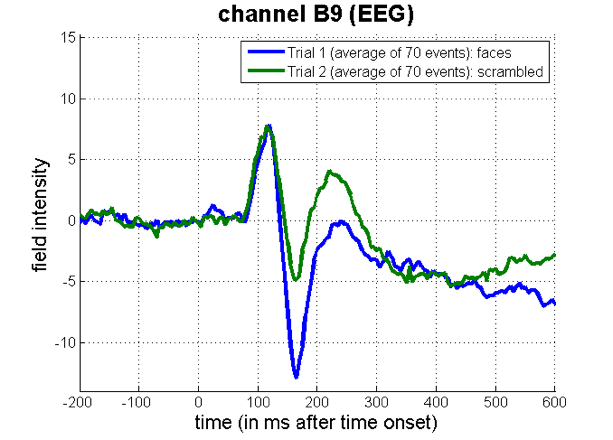 channel B9 (EEG)
Trial 1 (average of 70 events): faces
Trial 2 (average of 70 events): scrambled
field intensity
15
10
5
0
-5
-10
-200 -100 0 100 200 300 400 500 600
time (in ms after time onset)